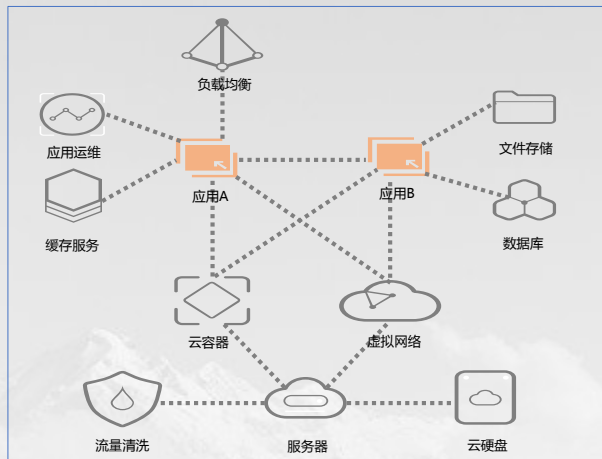 负载均衡
应用运维
文件存储
应用A
应用B
缓存服务
数据库
云容器
虚拟网络
流量清洗
服务器
云硬盘